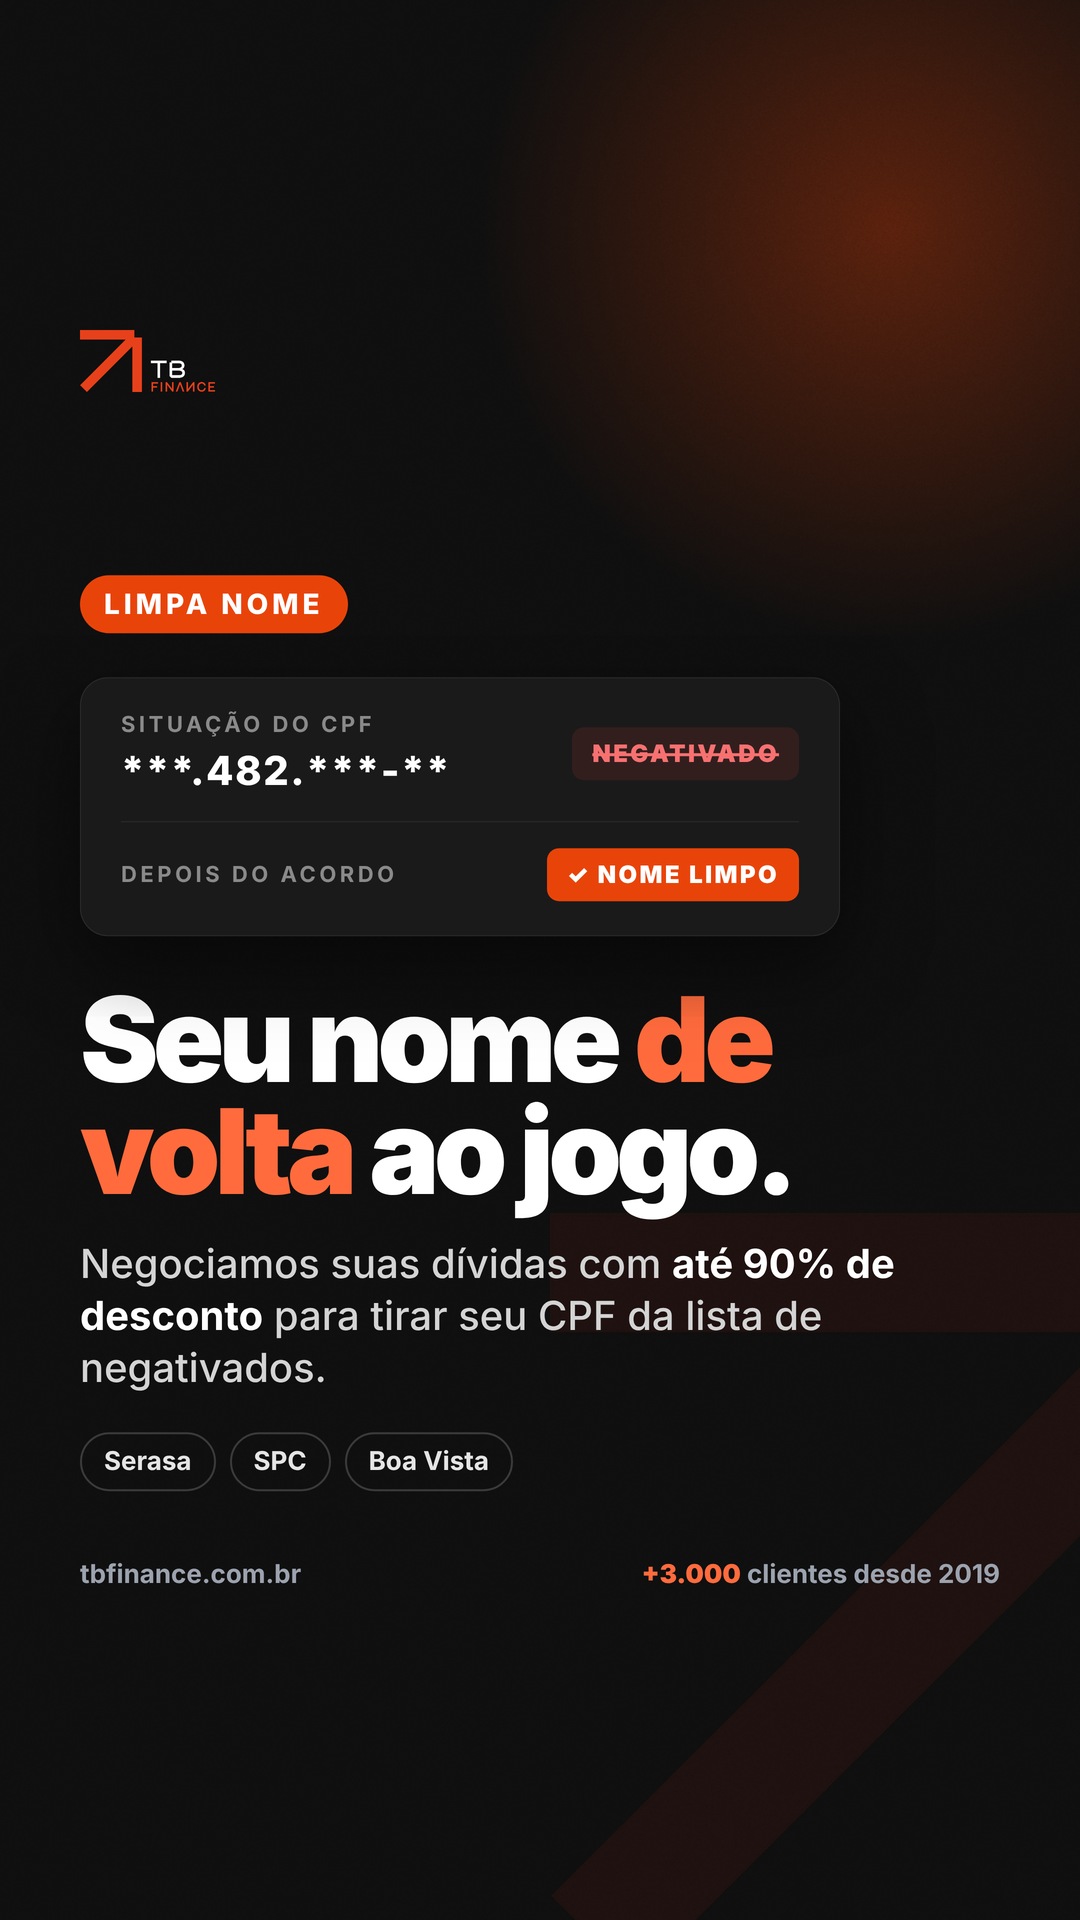 TB
FINANCE
LIMPA NOME
SITUAÇÃO DO CPF
***.482.***-**
NEGATIVADO
DEPOIS DO ACORDO
✓ NOME LIMPO
Seu nome de
volta ao jogo.
Negociamos suas dívidas com até 90% de
desconto para tirar seu CPF da lista de
negativados.
Serasa SPC Boa Vista
tbfinance.com.br
+3.000 clientes desde 2019